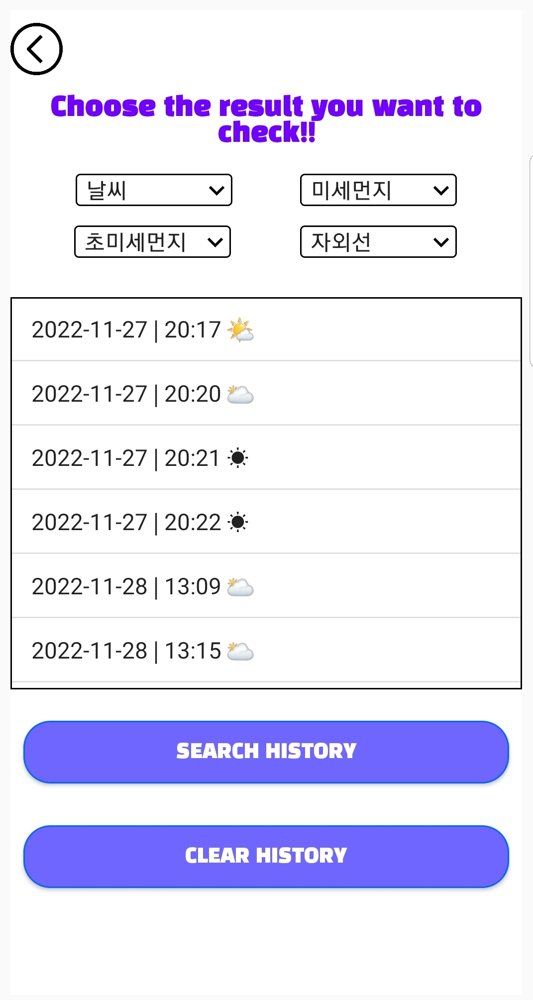 Choose the result you want to
check!!
날씨
미세먼지
초미세먼지
자외선
2022-11-27 | 20:17 🌤
2022-11-27 | 20:20 🌥
2022-11-27 | 20:21 ☀
2022-11-27 | 20:22 ☀
2022-11-28 | 13:09 🌥
2022-11-28 | 13:15 🌥
SEARCH HISTORY
CLEAR HISTORY